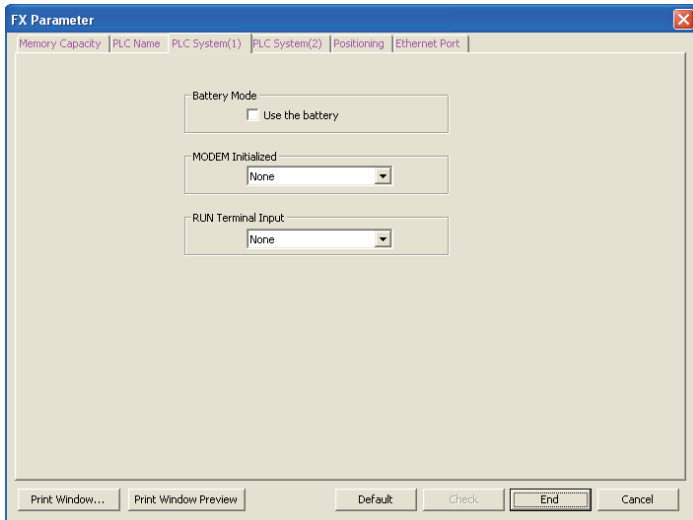 FX Parameter
Memory Capacity PLC Name PLC System(1) PLC System(2) Positioning Ethernet Port
Battery Mode
Use the battery
MODEM Initialized
None
RUN Terminal Input
None
Print Window... Print Window Preview Default Check End Cancel